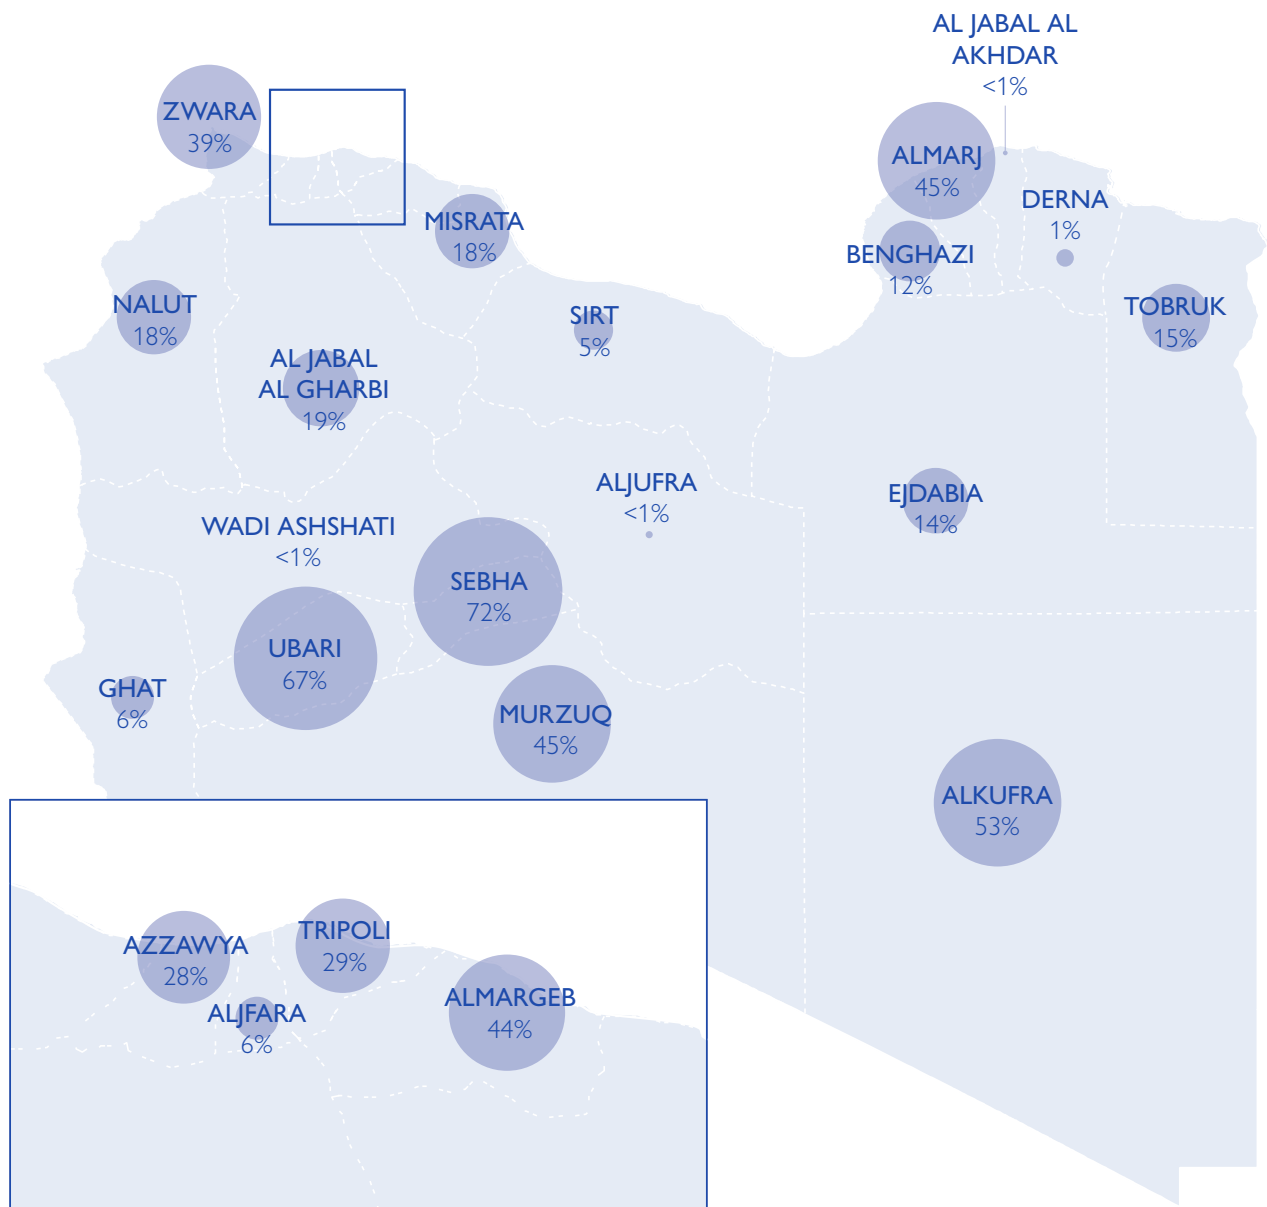 AL JABAL AL
AKHDAR
<1%
ZWARA
39%
ALMARJ
45%
DERNA
1%
MISRATA
18%
BENGHAZI
12%
NALUT
18%
SIRT
5%
TOBRUK
15%
AL JABAL
AL GHARBI
19%
ALJUFRA
<1%
EJDABIA
14%
WADI ASHSHATI
<1%
SEBHA
72%
UBARI
67%
GHAT
6%
MURZUQ
45%
ALKUFRA
53%
AZZAWYA
28%
TRIPOLI
29%
ALJFARA
6%
ALMARGEB
44%